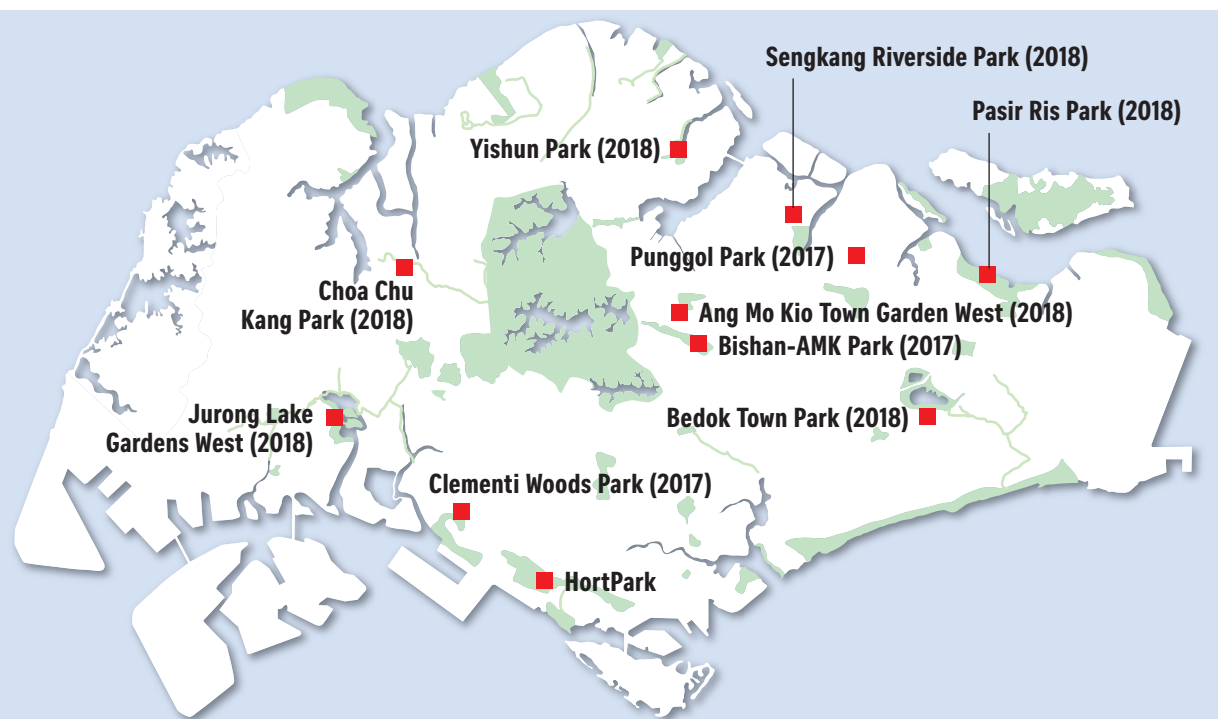 Sengkang Riverside Park (2018)
Pasir Ris Park (2018)
Yishun Park (2018)
Punggol Park (2017)
Choa Chu
Kang Park (2018)
Ang Mo Kio Town Garden West (2018)
Bishan-AMK Park (2017)
Jurong Lake
Gardens West (2018)
Bedok Town Park (2018)
Clementi Woods Park (2017)
HortPark